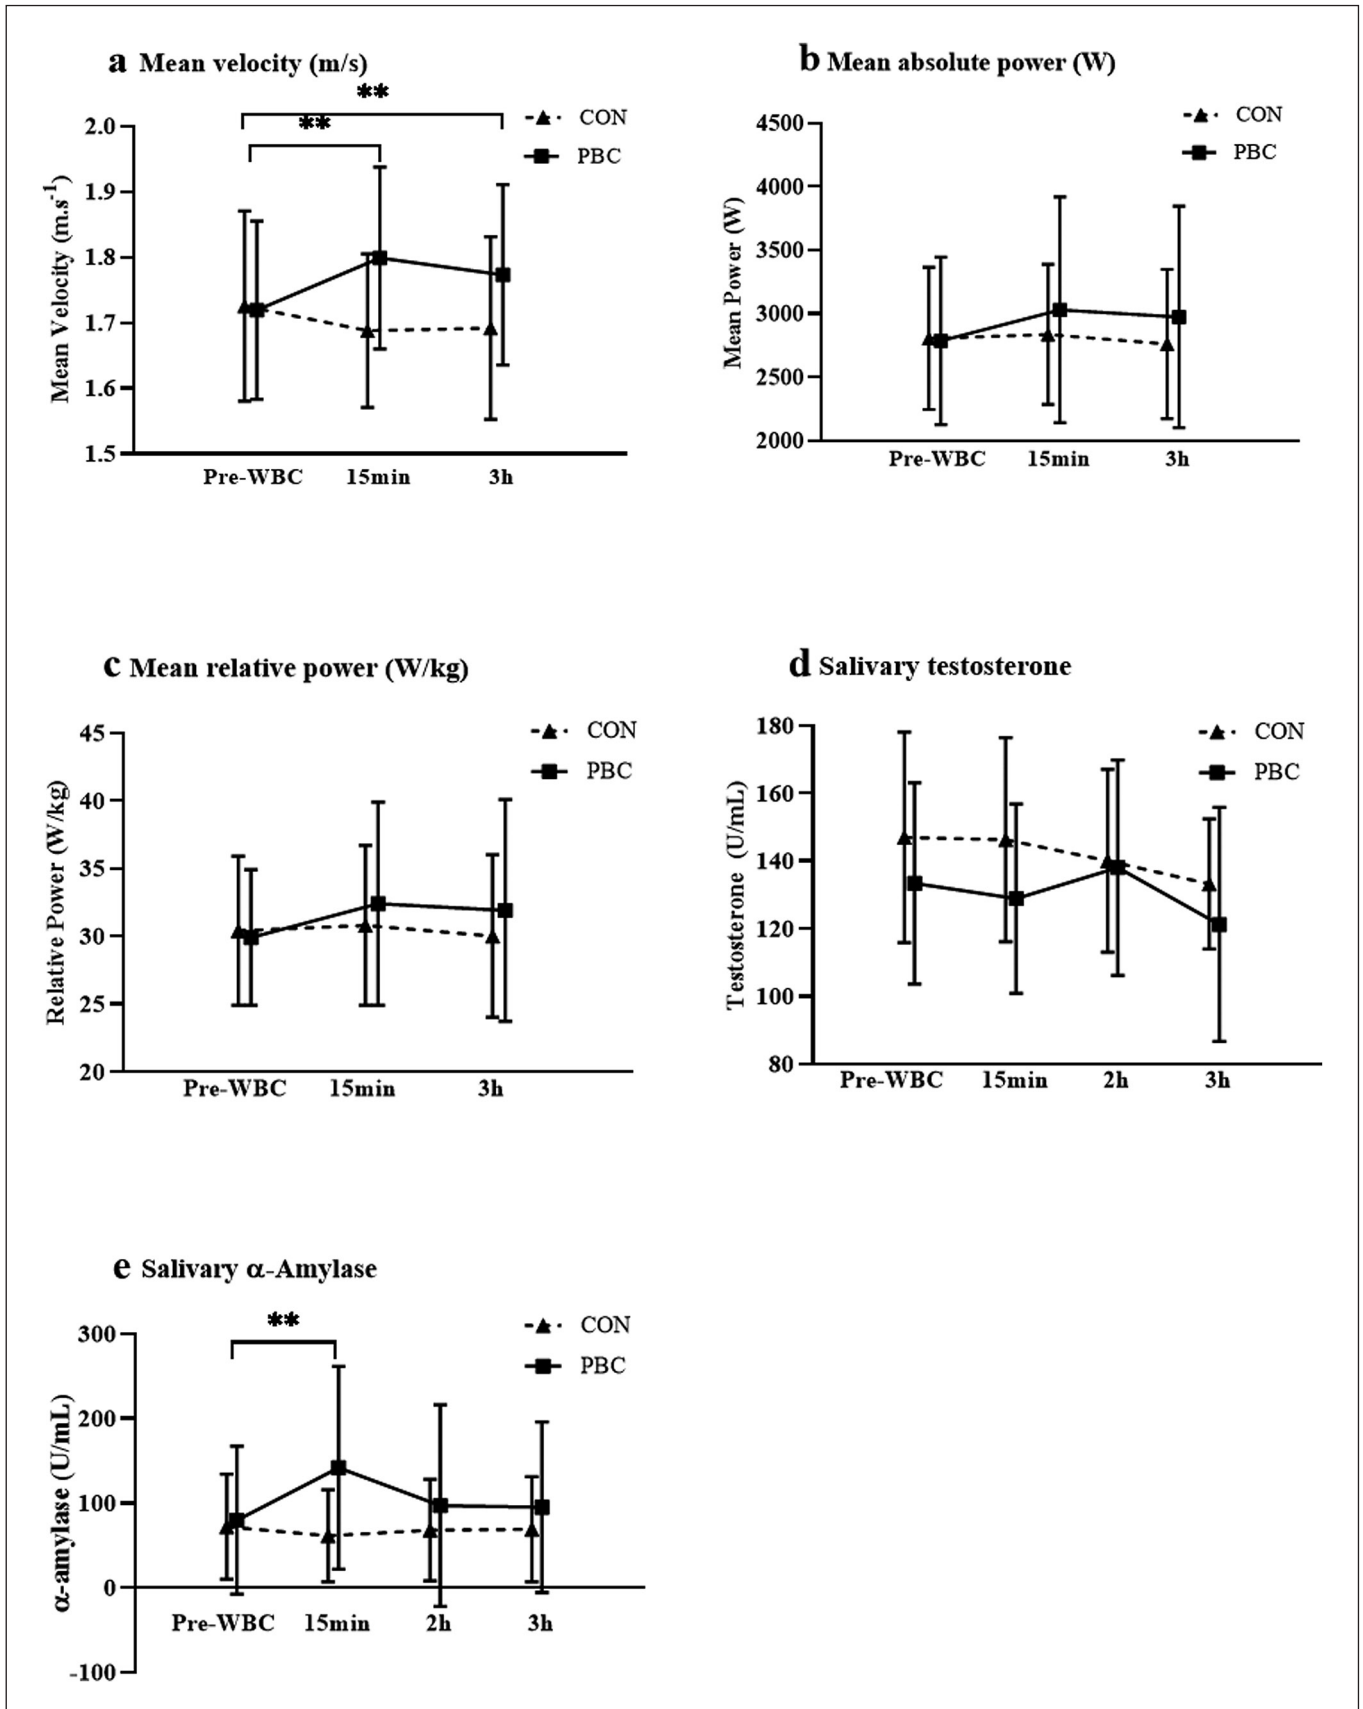 a Mean velocity (m/s)
**
**
CON
PBC
Mean Velocity (m.s-1)
2.0
1.9
1.8
1.7
1.6
1.5
Pre-WBC 15min 3h
b Mean absolute power (W)
CON
PBC
Mean Power (W)
4500
4000
3500
3000
2500
2000
Pre-WBC 15min 3h
c Mean relative power (W/kg)
CON
PBC
Relative Power (W/kg)
45
40
35
30
25
20
Pre-WBC 15min 3h
d Salivary testosterone
CON
PBC
Testosterone (U/mL)
180
160
140
120
100
80
Pre-WBC 15min 2h 3h
e Salivary α-Amylase
**
CON
PBC
α-amylase (U/mL)
300
200
100
0
-100
Pre-WBC 15min 2h 3h